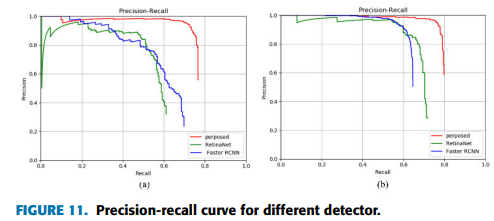 Precision-Recall
1.0
0.8
0.6
0.4
0.2
0.0
Precision
0.0 0.2 0.4 0.6 0.8 1.0
Recall
perposed
RetinaNet
Faster RCNN
(a)
Precision-Recall
1.0
0.8
0.6
0.4
0.2
0.0
Precision
0.0 0.2 0.4 0.6 0.8 1.0
Recall
perposed
RetinaNet
Faster RCNN
(b)
FIGURE 11. Precision-recall curve for different detector.